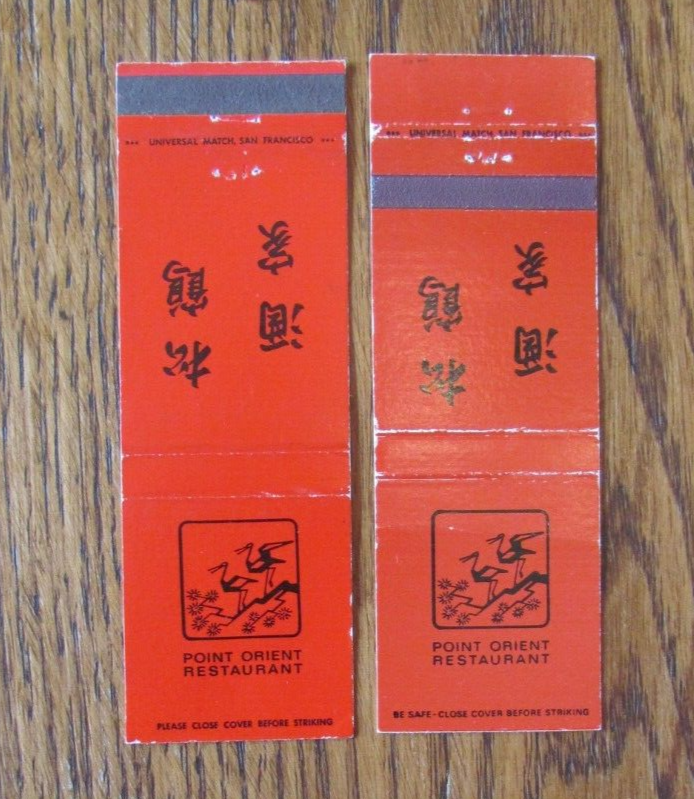 *** UNIVERSAL MATCH, SAN FRANCISCO ***
松鶴
酒家
POINT ORIENT
RESTAURANT
PLEASE CLOSE COVER BEFORE STRIKING
*** UNIVERSAL MATCH, SAN FRANCISCO ***
松鶴
酒家
POINT ORIENT
RESTAURANT
BE SAFE-CLOSE COVER BEFORE STRIKING